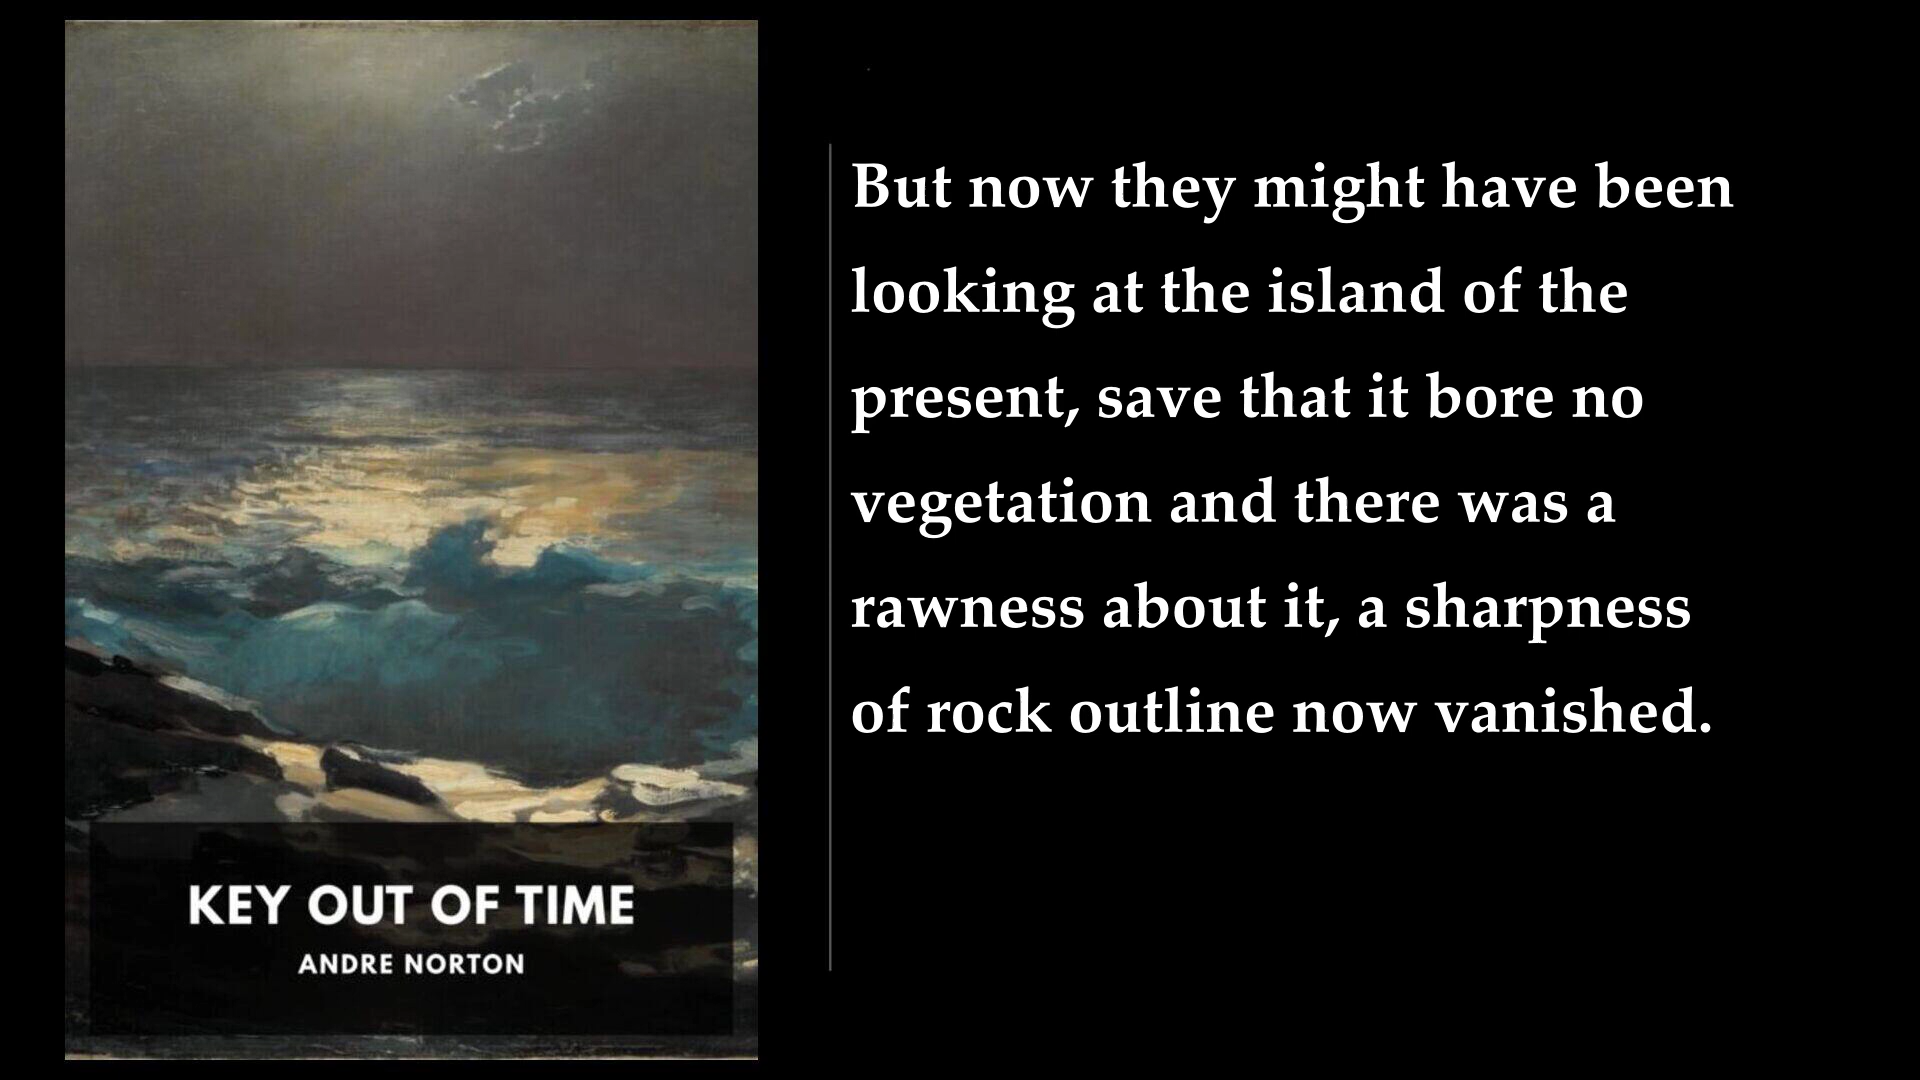 KEY OUT OF TIME
ANDRE NORTON
But now they might have been
looking at the island of the
present, save that it bore no
vegetation and there was a
rawness about it, a sharpness
of rock outline now vanished.